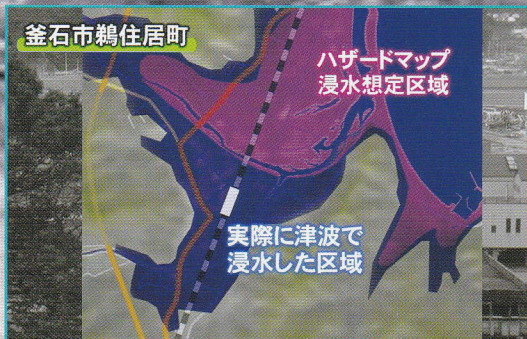 釜石市鵜住居町
ハザードマップ
浸水想定区域
実際に津波で
浸水した区域